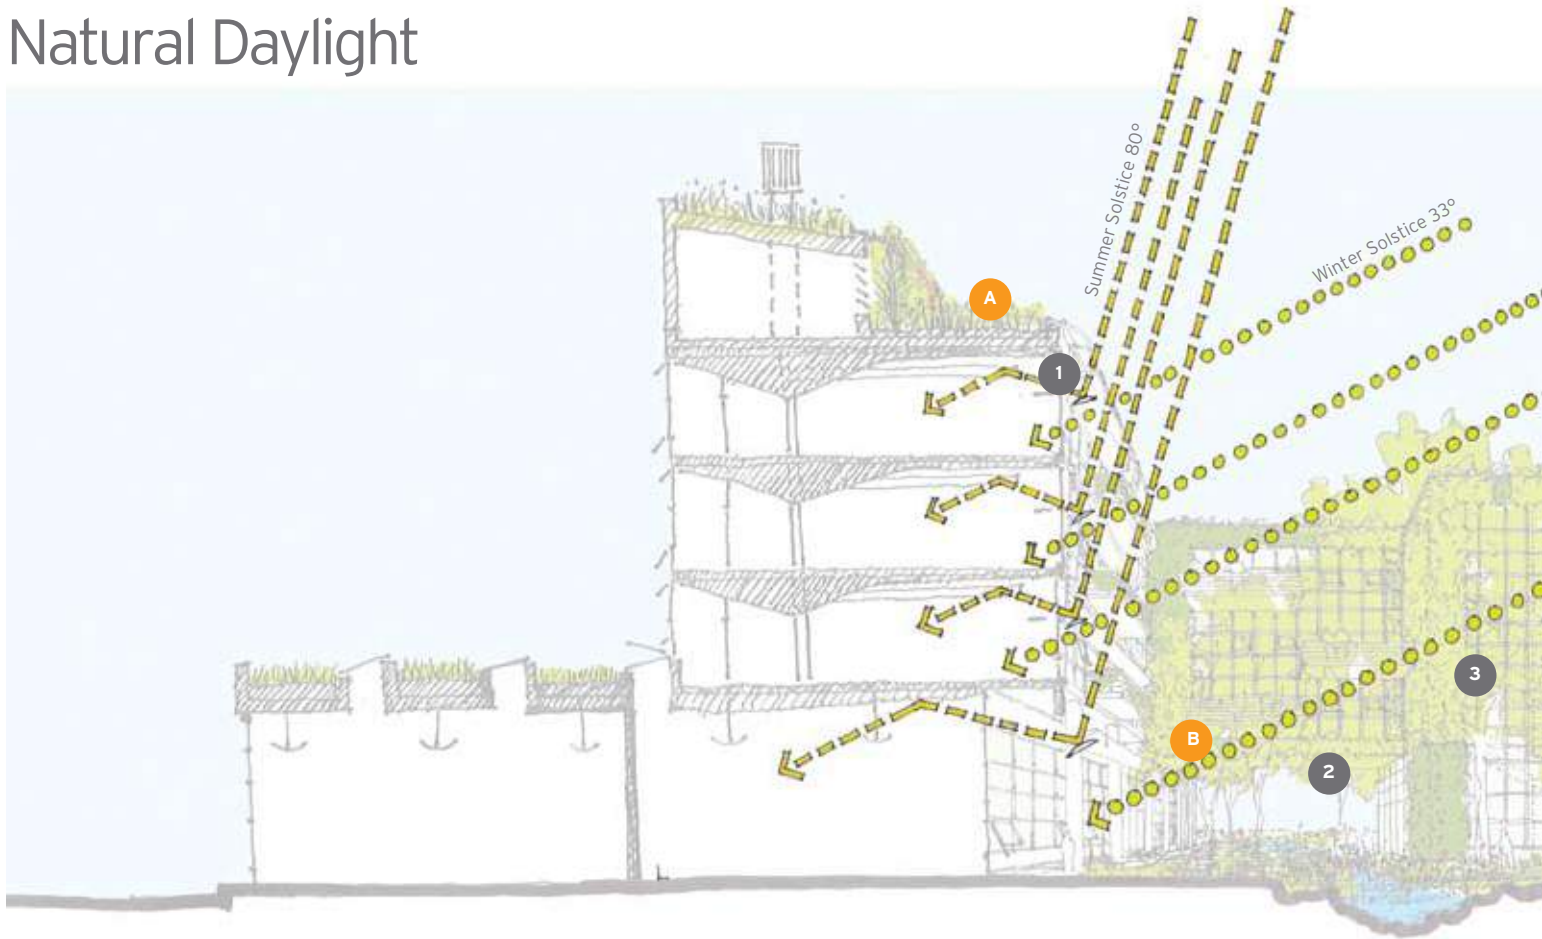 Natural Daylight
Summer Solstice 80°
Winter Solstice 33°
A
1
3
B
2